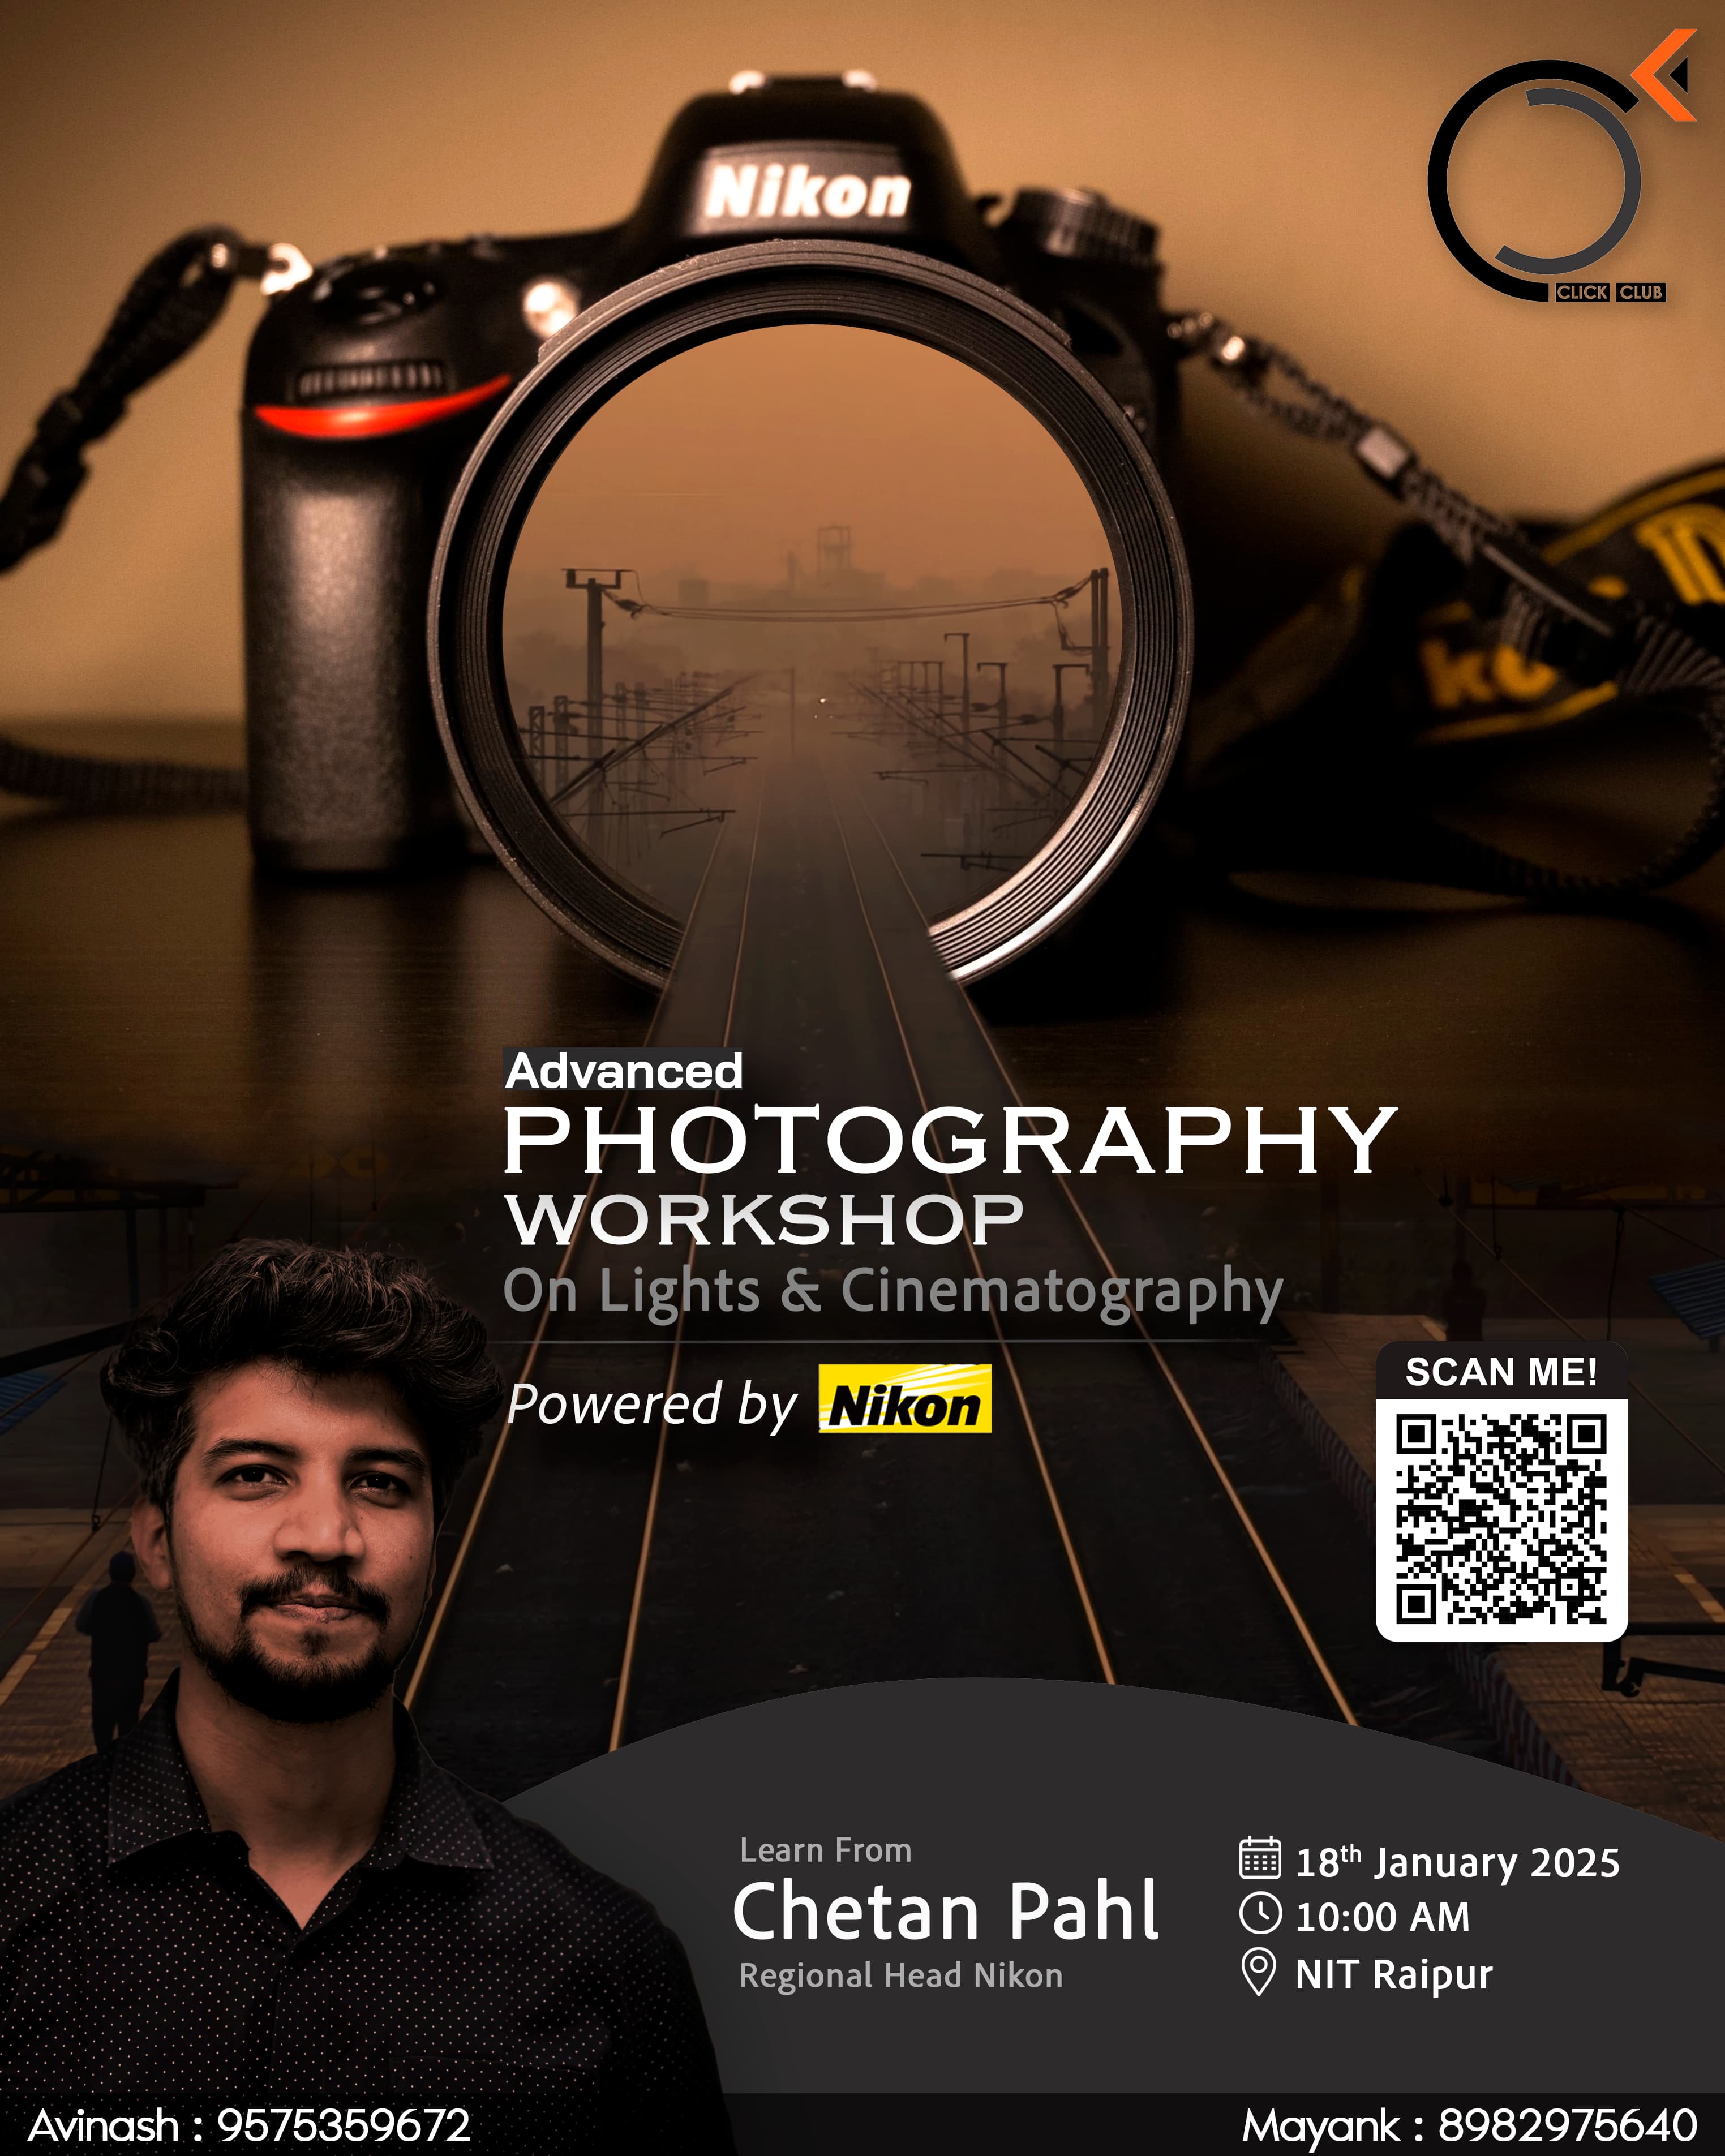 Nikon
CLICK CLUB
Advanced
PHOTOGRAPHY
WORKSHOP
On Lights & Cinematography
Powered by Nikon
SCAN ME!
Learn From
Chetan Pahl
Regional Head Nikon
18th January 2025
10:00 AM
NIT Raipur
Avinash : 9575359672
Mayank : 8982975640